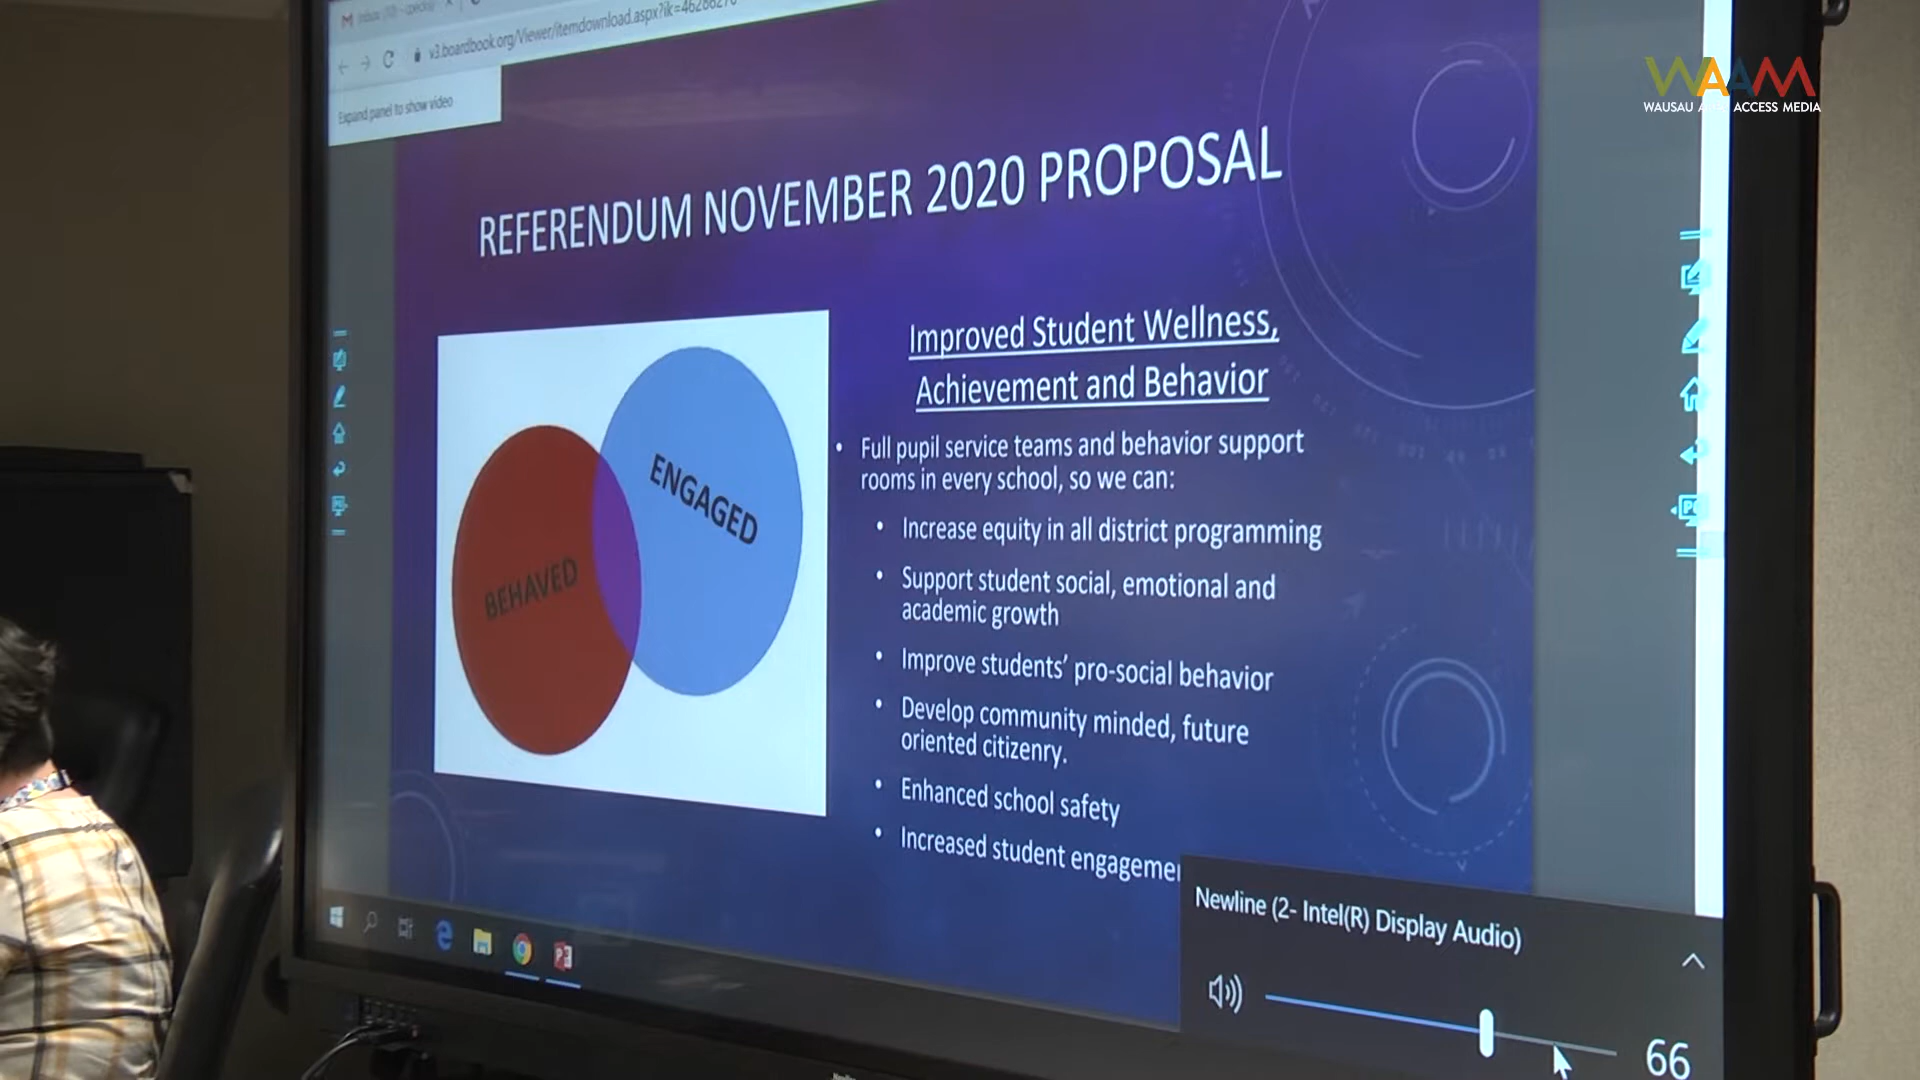 v3.boardbook.org/Viewer/itemdownload.aspx?ik=46286276
Expand panel to show video
WAAM
WAUSAU AREA ACCESS MEDIA
REFERENDUM NOVEMBER 2020 PROPOSAL
BEHAVED
ENGAGED
Improved Student Wellness,
Achievement and Behavior
• Full pupil service teams and behavior support
rooms in every school, so we can:
• Increase equity in all district programming
• Support student social, emotional and
academic growth
• Improve students' pro-social behavior
• Develop community minded, future
oriented citizenry.
• Enhanced school safety
• Increased student engagemen
Newline (2- Intel(R) Display Audio)
66